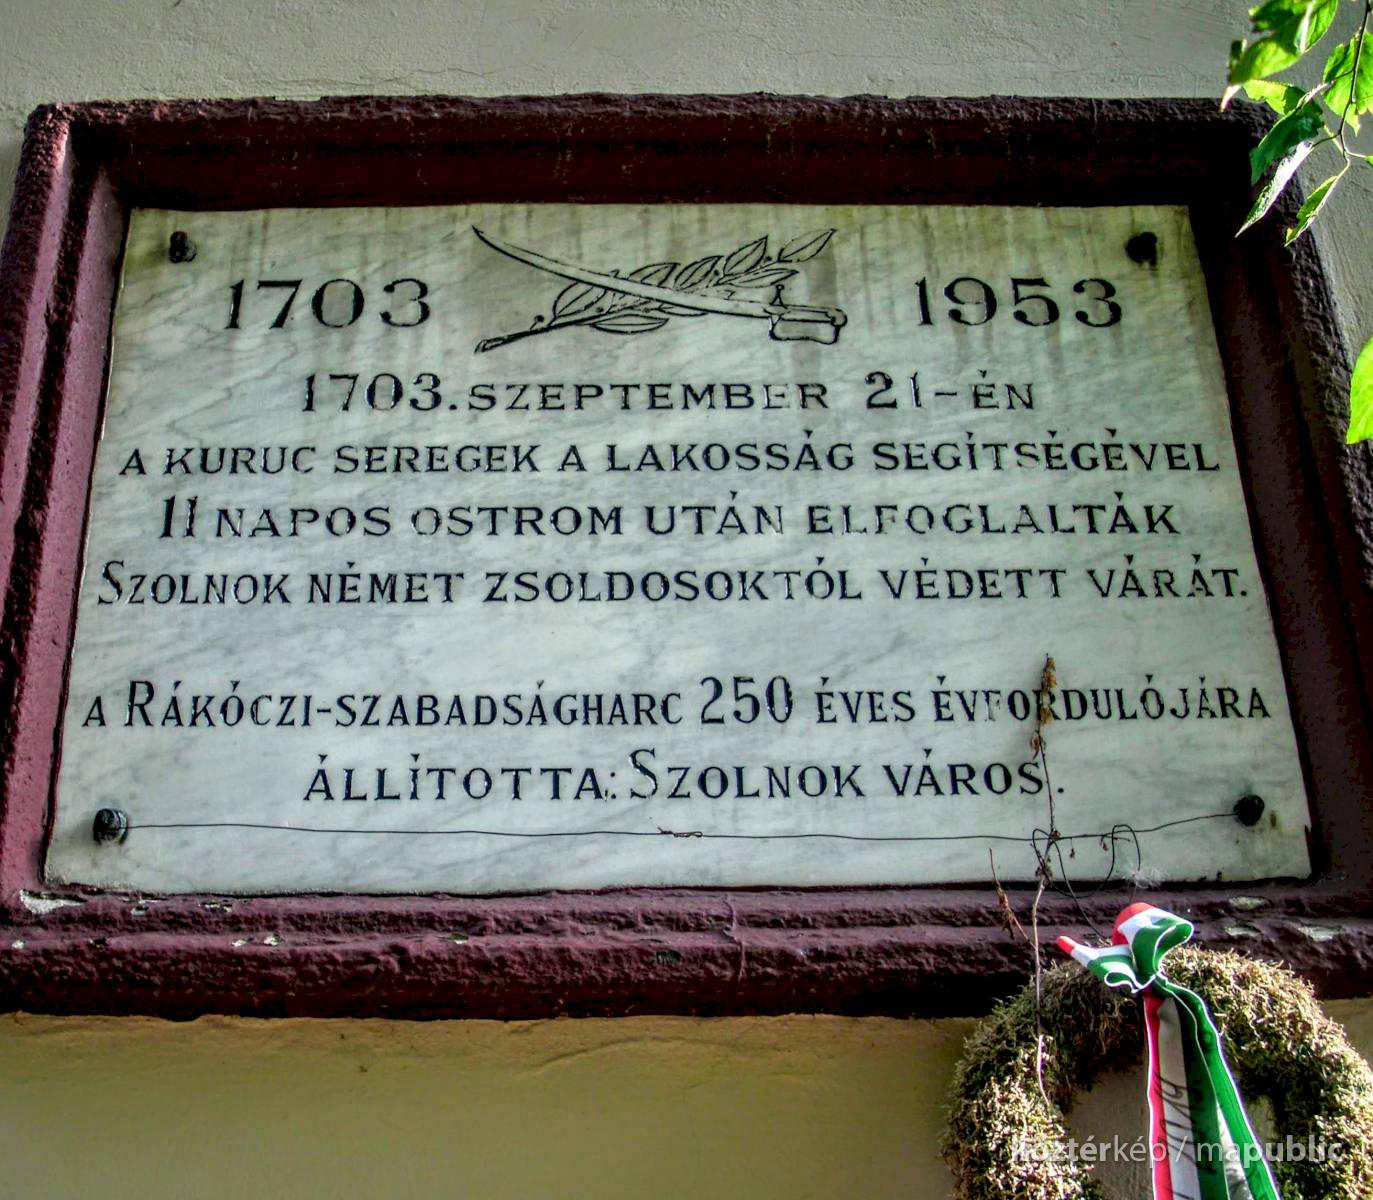 1703 1953
1703. SZEPTEMBER 21-ÉN
A KURUC SEREGEK A LAKOSSÁG SEGÍTSÉGÉVEL
11 NAPOS OSTROM UTÁN ELFOGLALTÁK
SZOLNOK NÉMET ZSOLDOSOKTÓL VÉDETT VÁRÁT.
A RÁKÓCZI-SZABADSÁGHARC 250 ÉVES ÉVFORDULÓJÁRA
ÁLLÍTOTTA: SZOLNOK VÁROS.
köztérkép / mapublic